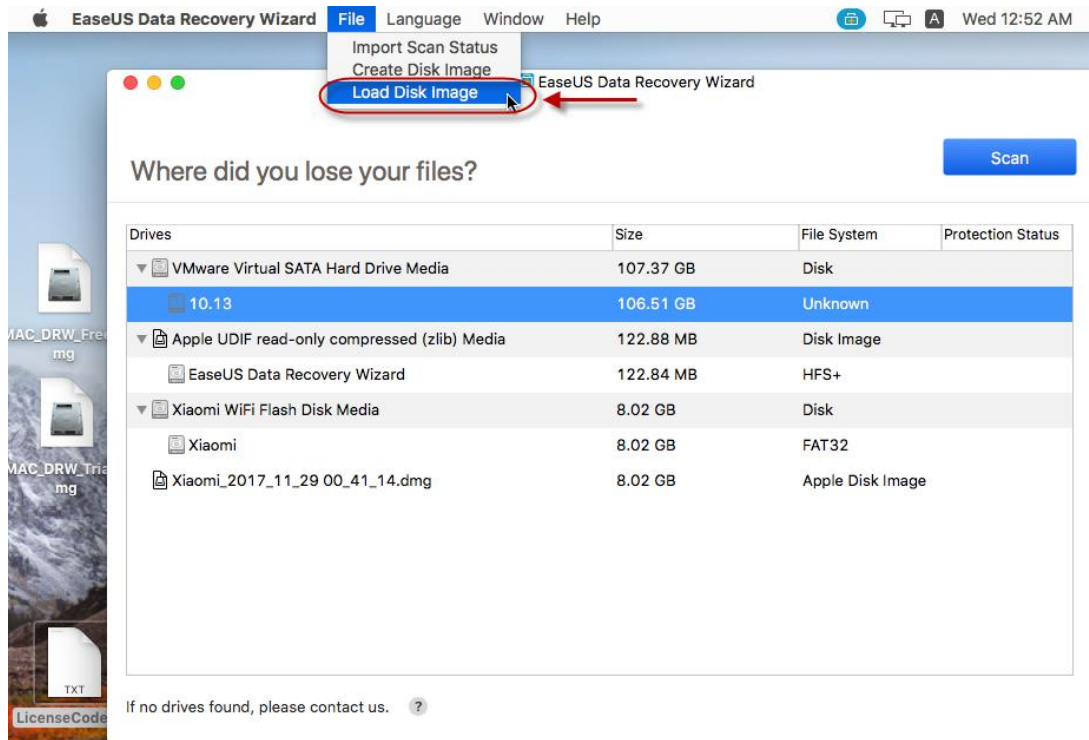 EaseUS Data Recovery Wizard File Language Window Help A Wed 12:52 AM
Import Scan Status
Create Disk Image
Load Disk Image
EaseUS Data Recovery Wizard
Where did you lose your files?
Scan
Drives Size File System Protection Status
VMware Virtual SATA Hard Drive Media 107.37 GB Disk
10.13 106.51 GB Unknown
Apple UDIF read-only compressed (zlib) Media 122.88 MB Disk Image
EaseUS Data Recovery Wizard 122.84 MB HFS+
Xiaomi WiFi Flash Disk Media 8.02 GB Disk
Xiaomi 8.02 GB FAT32
Xiaomi_2017_11_29 00_41_14.dmg 8.02 GB Apple Disk Image
If no drives found, please contact us. ?
MAC_DRW_Free
mg
MAC_DRW_Tria
mg
TXT
LicenseCode